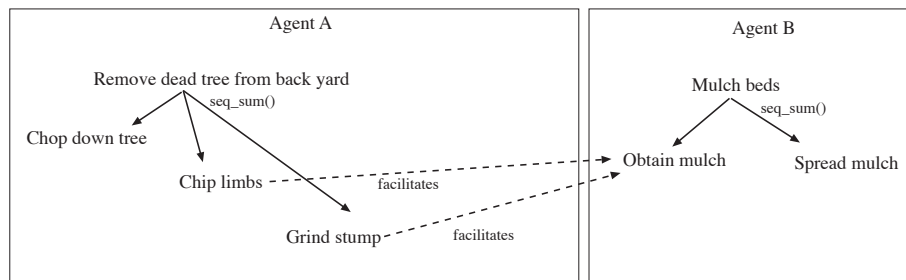 Agent A
Remove dead tree from back yard
seq_sum()
Chop down tree
Chip limbs
facilitates
Grind stump
facilitates
Agent B
Mulch beds
seq_sum()
Obtain mulch
Spread mulch